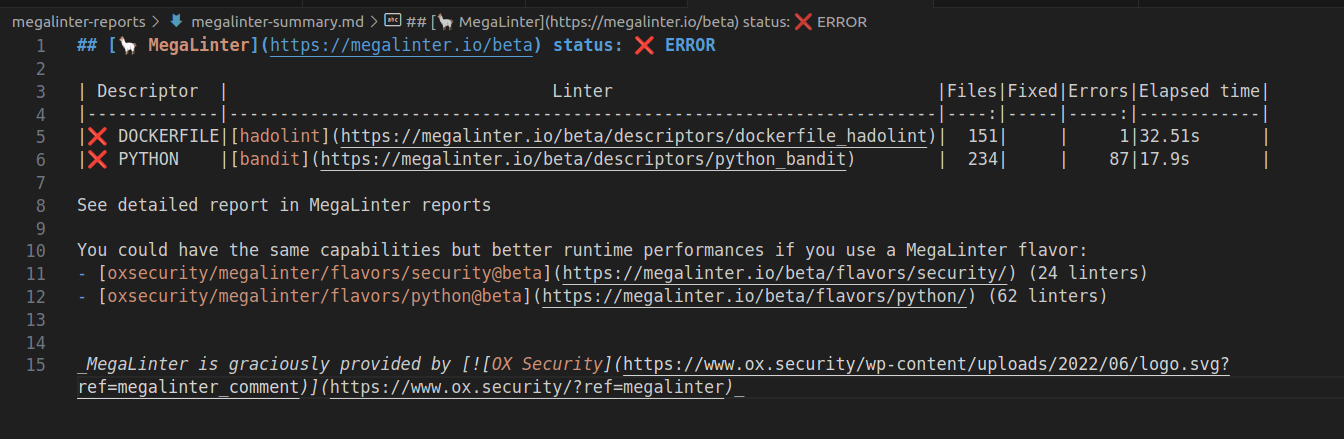 megalinter-reports > megalinter-summary.md > abc ## [🦙 MegaLinter](https://megalinter.io/beta) status: ❌ ERROR
1 ## [🦙 MegaLinter](https://megalinter.io/beta) status: ❌ ERROR
2
3 | Descriptor  |                                Linter                                |Files|Fixed|Errors|Elapsed time|
4 |-------------|----------------------------------------------------------------------|----:|-----|-----:|------------|
5 |❌ DOCKERFILE|[hadolint](https://megalinter.io/beta/descriptors/dockerfile_hadolint)|  151|     |     1|32.51s      |
6 |❌ PYTHON    |[bandit](https://megalinter.io/beta/descriptors/python_bandit)        |  234|     |    87|17.9s       |
7
8 See detailed report in MegaLinter reports
9
10 You could have the same capabilities but better runtime performances if you use a MegaLinter flavor:
11 - [oxsecurity/megalinter/flavors/security@beta](https://megalinter.io/beta/flavors/security/) (24 linters)
12 - [oxsecurity/megalinter/flavors/python@beta](https://megalinter.io/beta/flavors/python/) (62 linters)
13
14
15 _MegaLinter is graciously provided by [![OX Security](https://www.ox.security/wp-content/uploads/2022/06/logo.svg?
ref=megalinter_comment)](https://www.ox.security/?ref=megalinter)_